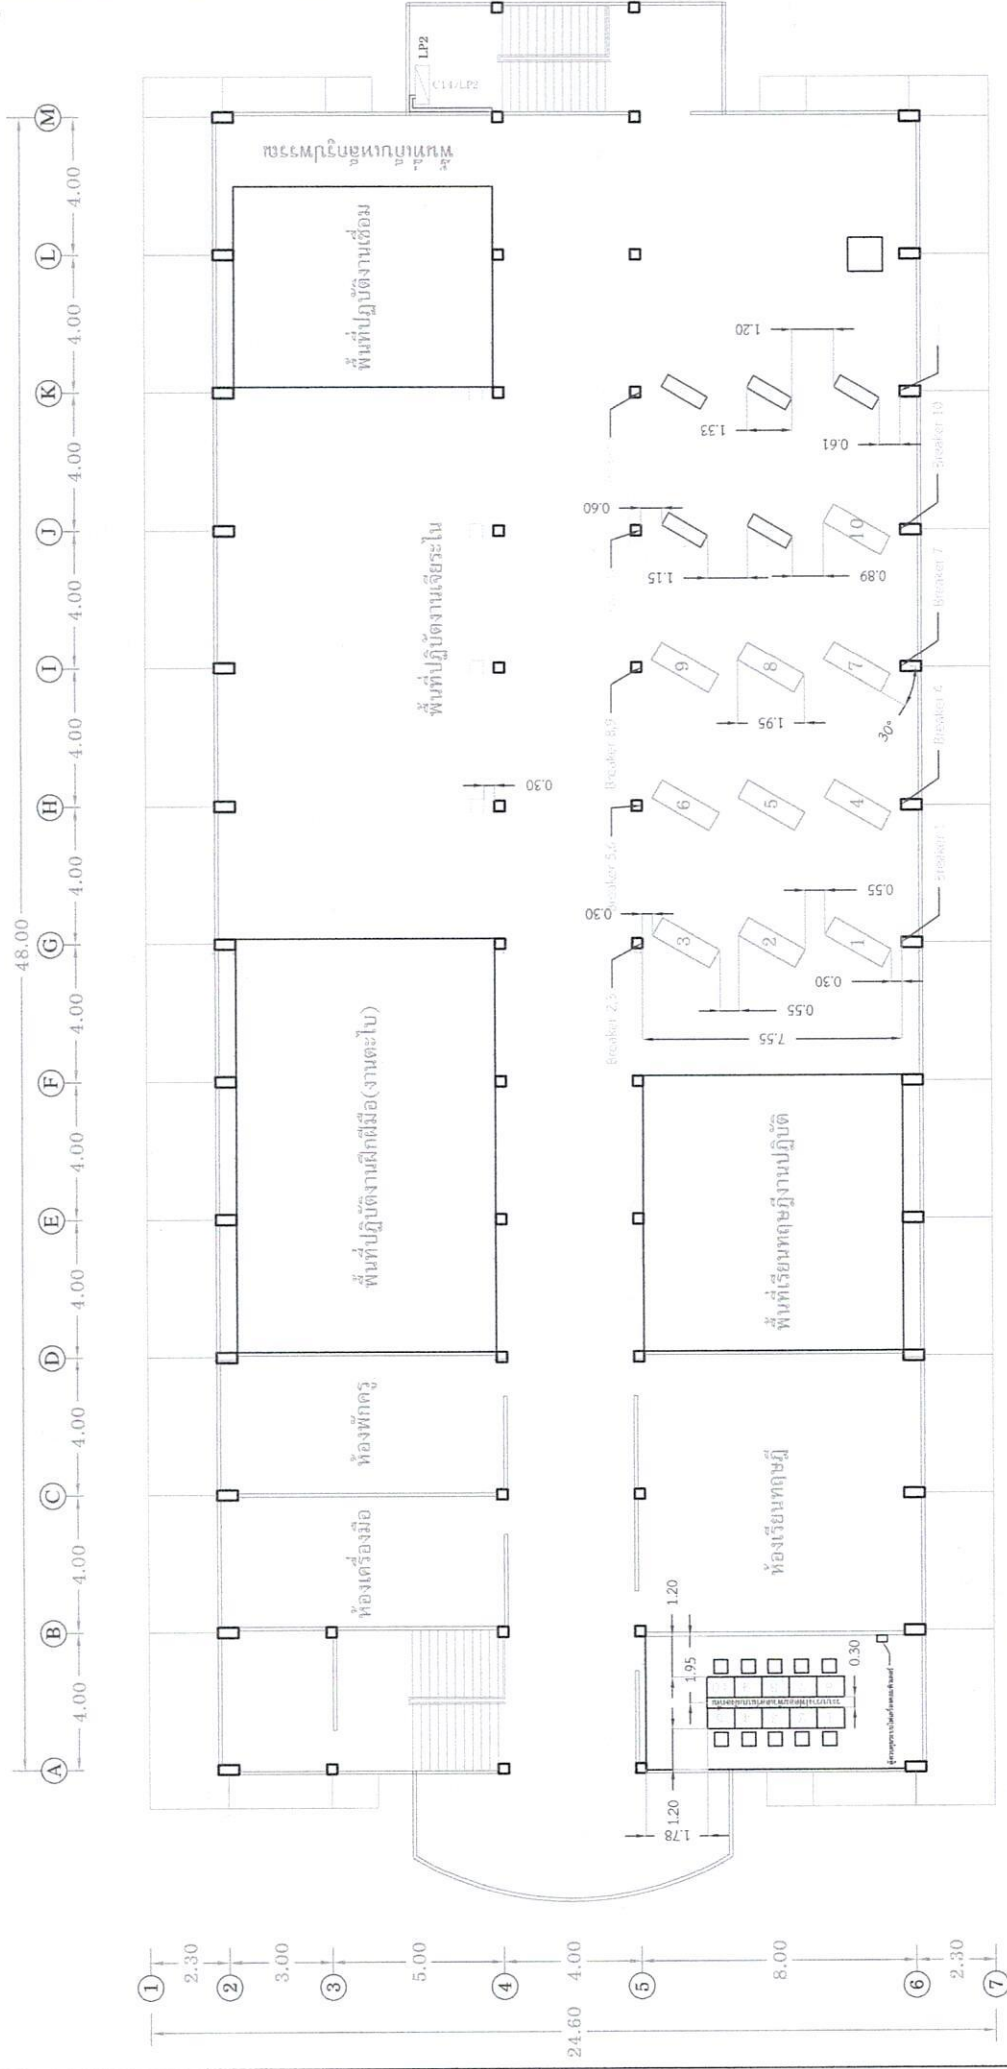 48.00
4.00 4.00 4.00 4.00 4.00 4.00 4.00 4.00 4.00 4.00 4.00 4.00
A B C D E F G H I J K L M
1 2 3 4 5 6 7
2.30 3.00 5.00 4.00 8.00 2.30
24.60
LP2
พื้นที่เก็บเหล็กรูปพรรณ
พื้นที่ปฏิบัติงานเชื่อม
พื้นที่ปฏิบัติงานเจียระไน
พื้นที่ปฏิบัติงานฝึกฝีมือ(งานตะไบ)
ห้องพักครู
ห้องเครื่องมือ
ห้องเรียนทฤษฎี
พื้นที่เรียนทฤษฎีงานปฏิบัติ
Breaker 2,3
Breaker 5,6
Breaker 8,9
Breaker 1
Breaker 7
Breaker 10
1 2 3
4 5 6
7 8 9
10
30°
0.30
0.30
0.55
0.55
0.30
7.55
1.95
0.60
1.15
0.89
1.33
1.20
0.61
1.20
1.95
0.30
1.20
1.78